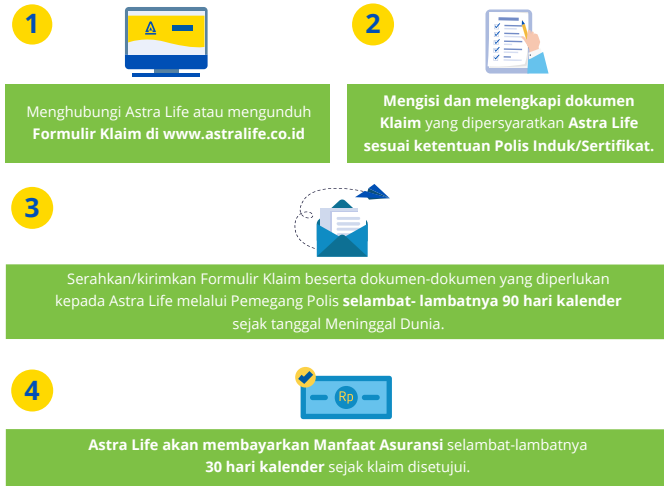 1
Menghubungi Astra Life atau mengunduh
Formulir Klaim di www.astralife.co.id
2
Mengisi dan melengkapi dokumen
Klaim yang dipersyaratkan Astra Life
sesuai ketentuan Polis Induk/Sertifikat.
3
Serahkan/kirimkan Formulir Klaim beserta dokumen-dokumen yang diperlukan
kepada Astra Life melalui Pemegang Polis selambat- lambatnya 90 hari kalender
sejak tanggal Meninggal Dunia.
4
Rp
Astra Life akan membayarkan Manfaat Asuransi selambat-lambatnya
30 hari kalender sejak klaim disetujui.